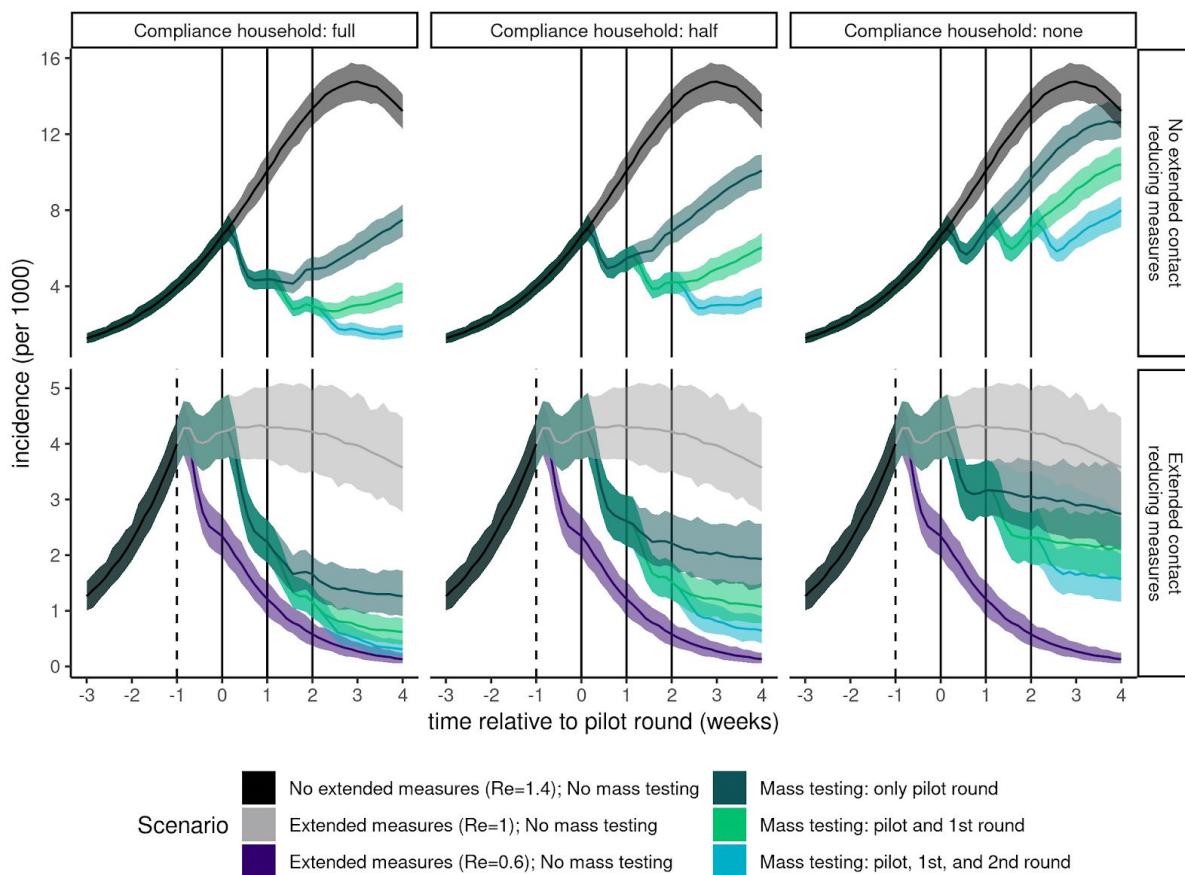 Compliance household: full
Compliance household: half
Compliance household: none
16
12
8
4
No extended contact
reducing measures
incidence (per 1000)
5
4
3
2
1
0
Extended contact
reducing measures
-3 -2 -1 0 1 2 3 4
-3 -2 -1 0 1 2 3 4
-3 -2 -1 0 1 2 3 4
time relative to pilot round (weeks)
Scenario
No extended measures (Re=1.4); No mass testing
Extended measures (Re=1); No mass testing
Extended measures (Re=0.6); No mass testing
Mass testing: only pilot round
Mass testing: pilot and 1st round
Mass testing: pilot, 1st, and 2nd round